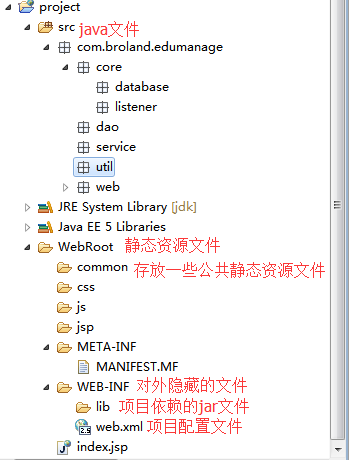 project
src java文件
com.broland.edumanage
core
database
listener
dao
service
util
web
JRE System Library [jdk]
Java EE 5 Libraries
WebRoot 静态资源文件
common 存放一些公共静态资源文件
css
js
jsp
META-INF
MANIFEST.MF
WEB-INF 对外隐藏的文件
lib 项目依赖的jar文件
web.xml 项目配置文件
index.jsp